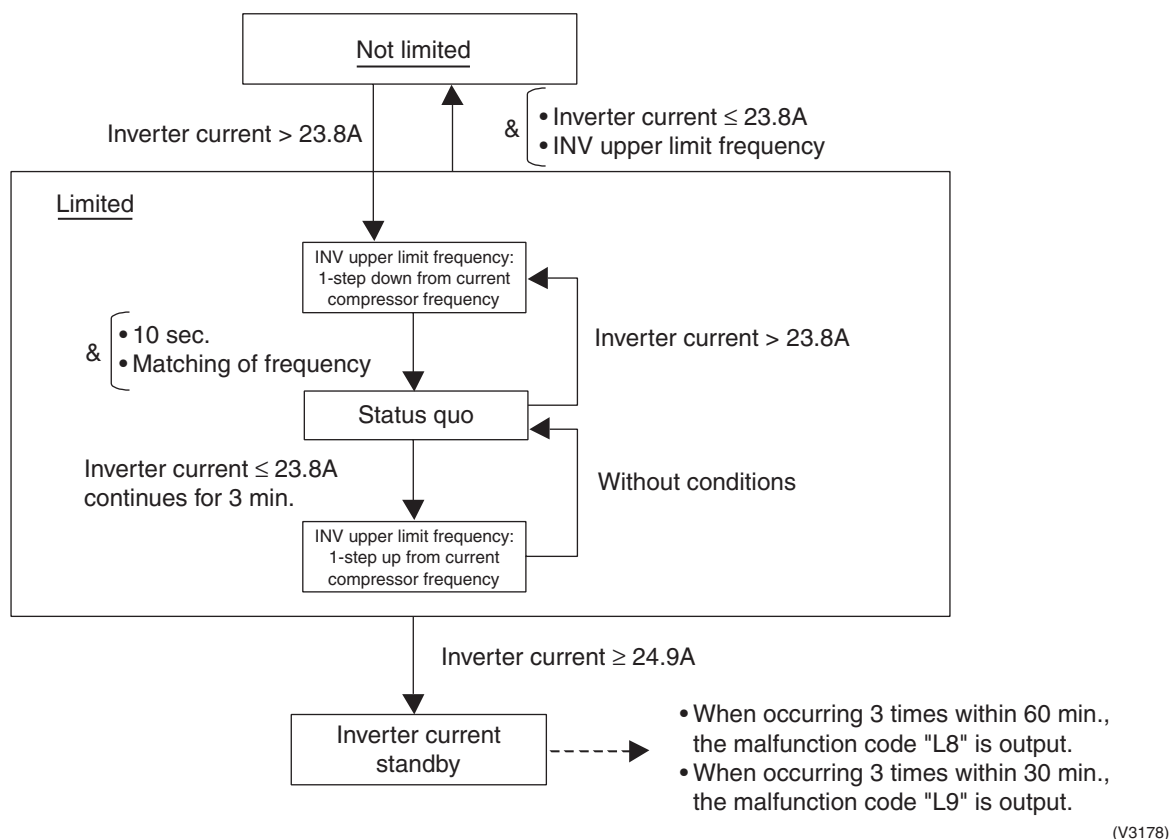 Not limited
Inverter current > 23.8A
&
• Inverter current ≤ 23.8A
• INV upper limit frequency
Limited
INV upper limit frequency:
1-step down from current
compressor frequency
&
• 10 sec.
• Matching of frequency
Inverter current > 23.8A
Status quo
Inverter current ≤ 23.8A
continues for 3 min.
Without conditions
INV upper limit frequency:
1-step up from current
compressor frequency
Inverter current ≥ 24.9A
Inverter current
standby
• When occurring 3 times within 60 min.,
the malfunction code "L8" is output.
• When occurring 3 times within 30 min.,
the malfunction code "L9" is output.
(V3178)